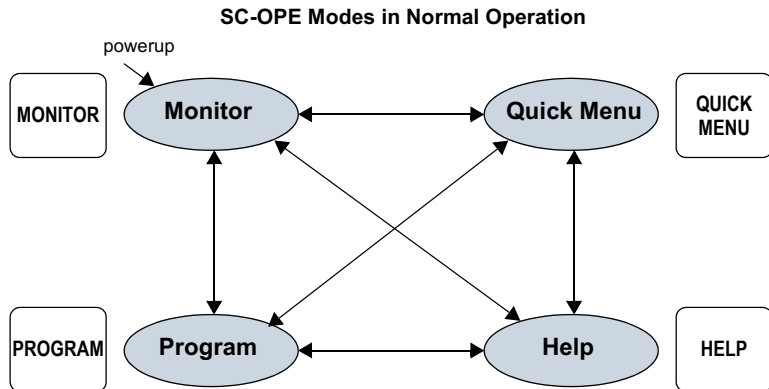 SC-OPE Modes in Normal Operation
powerup
MONITOR
Monitor
Quick Menu
QUICK
MENU
PROGRAM
Program
Help
HELP